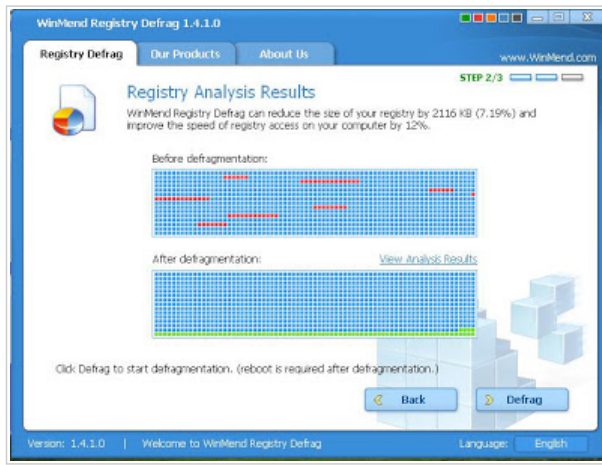 WinMend Registry Defrag 1.4.1.0
Registry Defrag Our Products About Us www.WinMend.com
STEP 2/3
Registry Analysis Results
WinMend Registry Defrag can reduce the size of your registry by 2116 KB (7.19%) and
improve the speed of registry access on your computer by 12%.
Before defragmentation:
After defragmentation: View Analysis Results
Click Defrag to start defragmentation. (reboot is required after defragmentation.)
Back Defrag
Version: 1.4.1.0 | Welcome to WinMend Registry Defrag Language: English